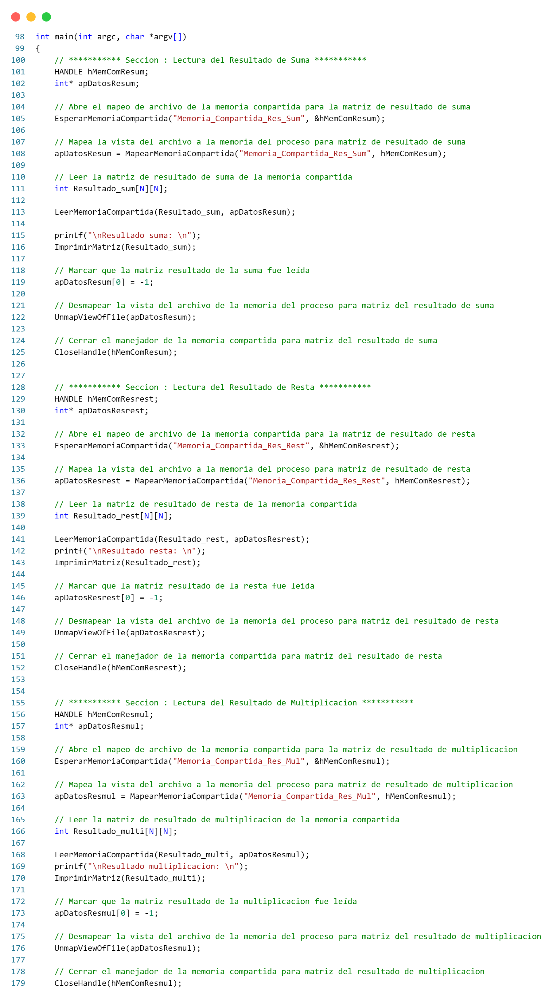 98 int main(int argc, char *argv[])
99 {
100     // *********** Seccion : Lectura del Resultado de Suma ***********
101     HANDLE hMemComResum;
102     int* apDatosResum;
103
104     // Abre el mapeo de archivo de la memoria compartida para la matriz de resultado de suma
105     EsperarMemoriaCompartida("Memoria_Compartida_Res_Sum", &hMemComResum);
106
107     // Mapea la vista del archivo a la memoria del proceso para matriz de resultado de suma
108     apDatosResum = MapearMemoriaCompartida("Memoria_Compartida_Res_Sum", hMemComResum);
109
110     // Leer la matriz de resultado de suma de la memoria compartida
111     int Resultado_sum[N][N];
112
113     LeerMemoriaCompartida(Resultado_sum, apDatosResum);
114
115     printf("\nResultado suma: \n");
116     ImprimirMatriz(Resultado_sum);
117
118     // Marcar que la matriz resultado de la suma fue leída
119     apDatosResum[0] = -1;
120
121     // Desmapear la vista del archivo de la memoria del proceso para matriz del resultado de suma
122     UnmapViewOfFile(apDatosResum);
123
124     // Cerrar el manejador de la memoria compartida para matriz del resultado de suma
125     CloseHandle(hMemComResum);
126
127
128     // *********** Seccion : Lectura del Resultado de Resta ***********
129     HANDLE hMemComResrest;
130     int* apDatosResrest;
131
132     // Abre el mapeo de archivo de la memoria compartida para la matriz de resultado de resta
133     EsperarMemoriaCompartida("Memoria_Compartida_Res_Rest", &hMemComResrest);
134
135     // Mapea la vista del archivo a la memoria del proceso para matriz de resultado de resta
136     apDatosResrest = MapearMemoriaCompartida("Memoria_Compartida_Res_Rest", hMemComResrest);
137
138     // Leer la matriz de resultado de resta de la memoria compartida
139     int Resultado_rest[N][N];
140
141     LeerMemoriaCompartida(Resultado_rest, apDatosResrest);
142     printf("\nResultado resta: \n");
143     ImprimirMatriz(Resultado_rest);
144
145     // Marcar que la matriz resultado de la resta fue leída
146     apDatosResrest[0] = -1;
147
148     // Desmapear la vista del archivo de la memoria del proceso para matriz del resultado de resta
149     UnmapViewOfFile(apDatosResrest);
150
151     // Cerrar el manejador de la memoria compartida para matriz del resultado de resta
152     CloseHandle(hMemComResrest);
153
154
155     // *********** Seccion : Lectura del Resultado de Multiplicacion ***********
156     HANDLE hMemComResmul;
157     int* apDatosResmul;
158
159     // Abre el mapeo de archivo de la memoria compartida para la matriz de resultado de multiplicacion
160     EsperarMemoriaCompartida("Memoria_Compartida_Res_Mul", &hMemComResmul);
161
162     // Mapea la vista del archivo a la memoria del proceso para matriz de resultado de multiplicacion
163     apDatosResmul = MapearMemoriaCompartida("Memoria_Compartida_Res_Mul", hMemComResmul);
164
165     // Leer la matriz de resultado de multiplicacion de la memoria compartida
166     int Resultado_multi[N][N];
167
168     LeerMemoriaCompartida(Resultado_multi, apDatosResmul);
169     printf("\nResultado multiplicacion: \n");
170     ImprimirMatriz(Resultado_multi);
171
172     // Marcar que la matriz resultado de la multiplicacion fue leída
173     apDatosResmul[0] = -1;
174
175     // Desmapear la vista del archivo de la memoria del proceso para matriz del resultado de multiplicacion
176     UnmapViewOfFile(apDatosResmul);
177
178     // Cerrar el manejador de la memoria compartida para matriz del resultado de multiplicacion
179     CloseHandle(hMemComResmul);